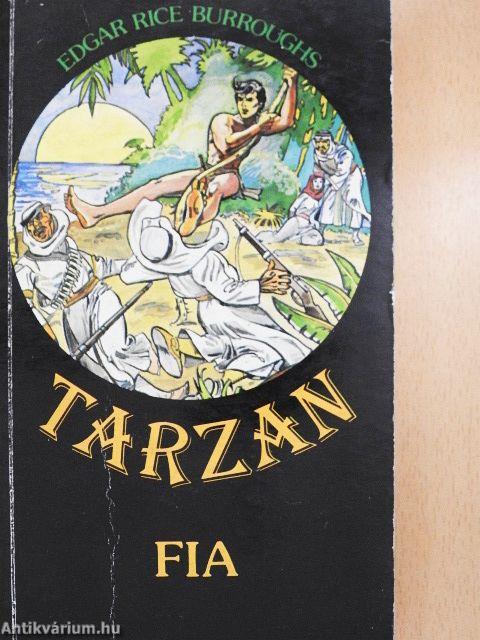 EDGAR RICE BURROUGHS
TARZAN
FIA
Antikvárium.hu